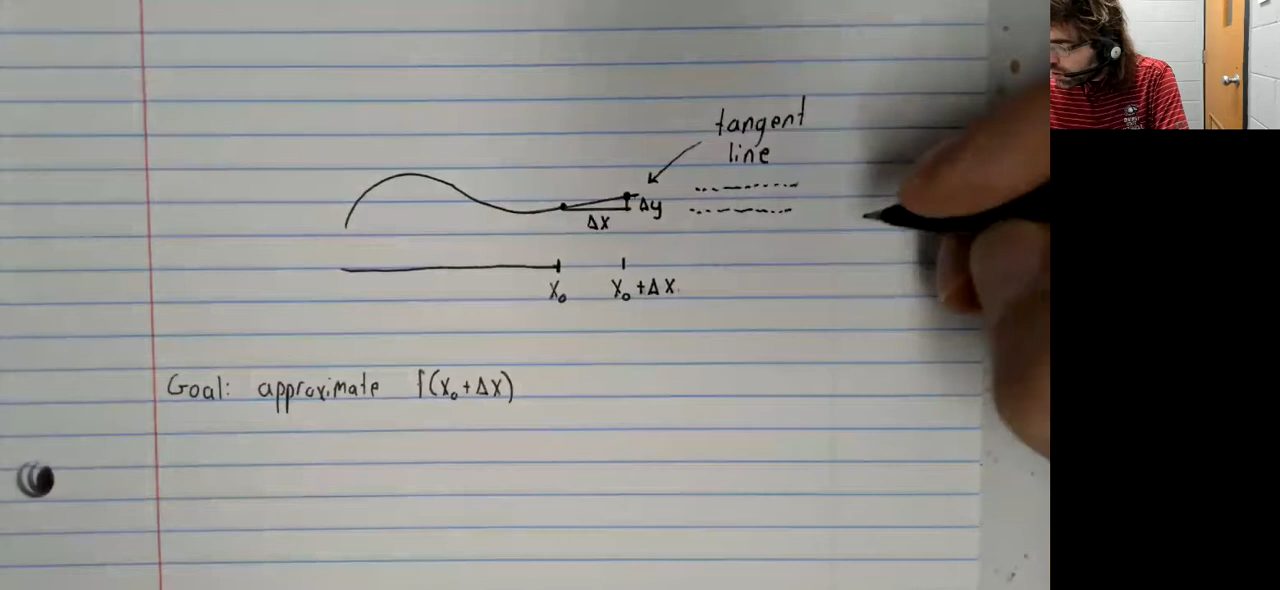 tangent
line
Δy
Δx
x₀
x₀ + Δx
Goal: approximate f(x₀ + Δx)